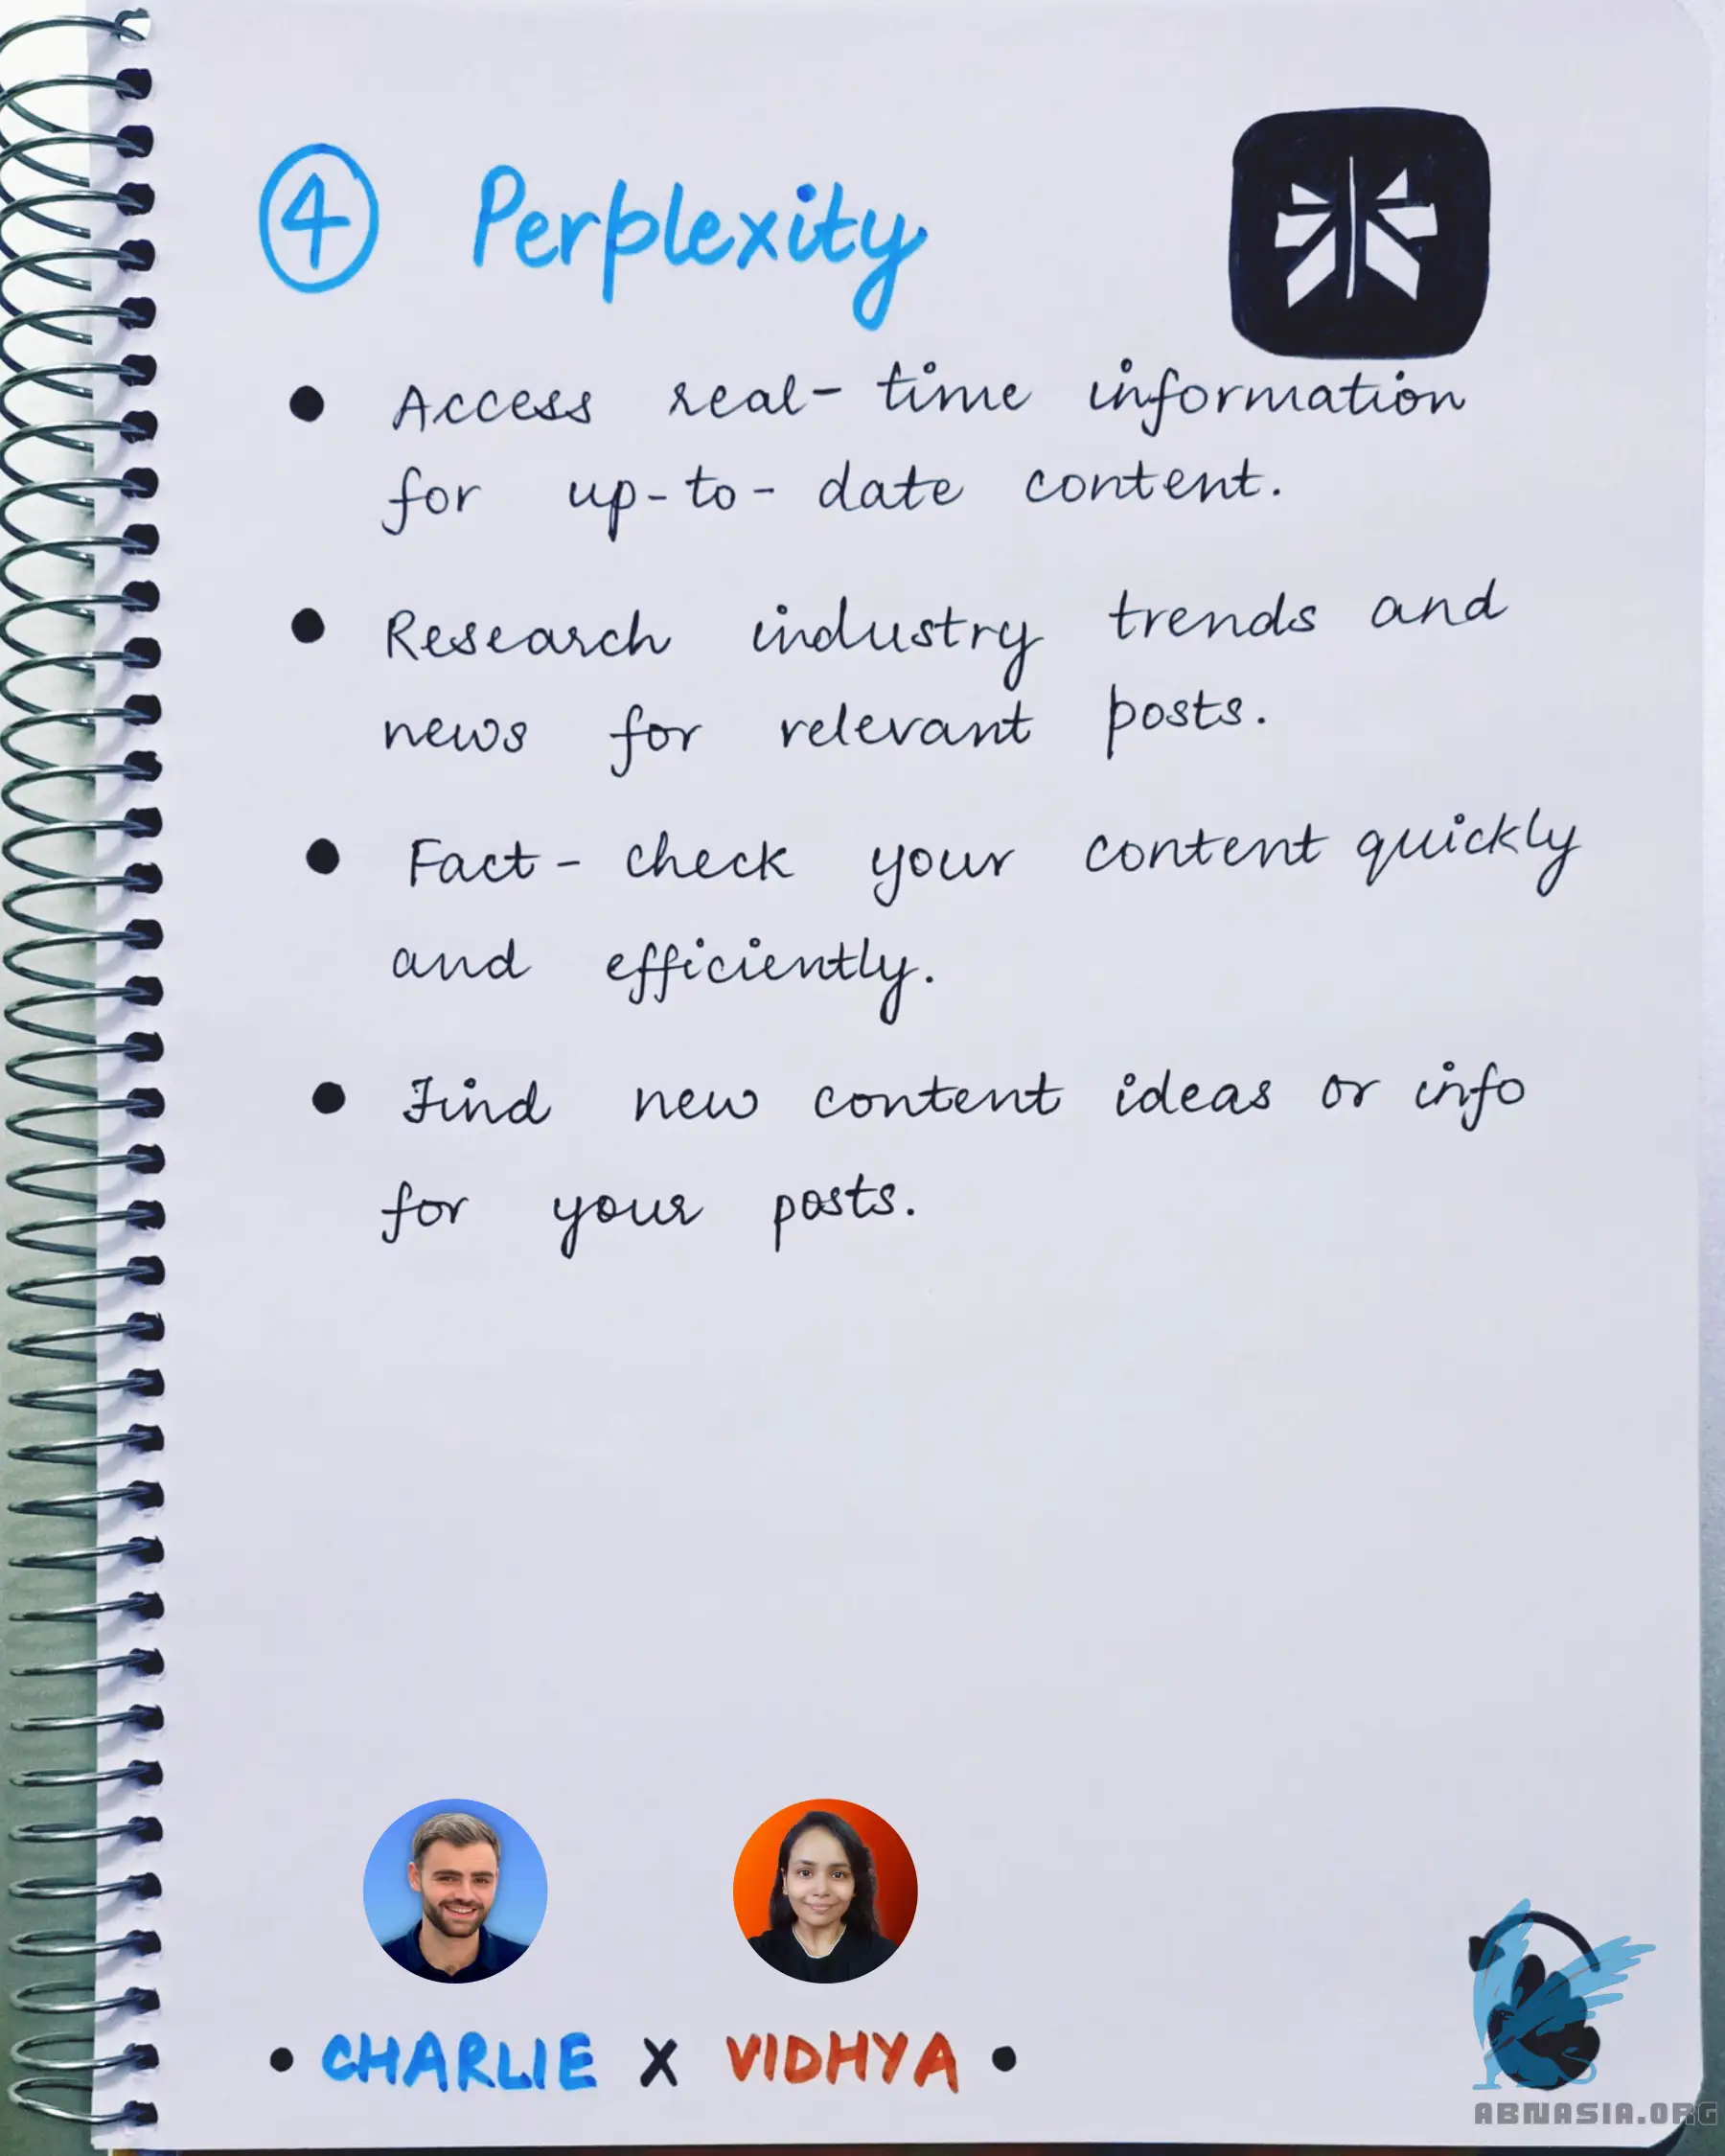 4 Perplexity
• Access real-time information
for up-to-date content.
• Research industry trends and
news for relevant posts.
• Fact-check your content quickly
and efficiently.
• Find new content ideas or info
for your posts.
• CHARLIE X VIDHYA •
ABNASIA.ORG